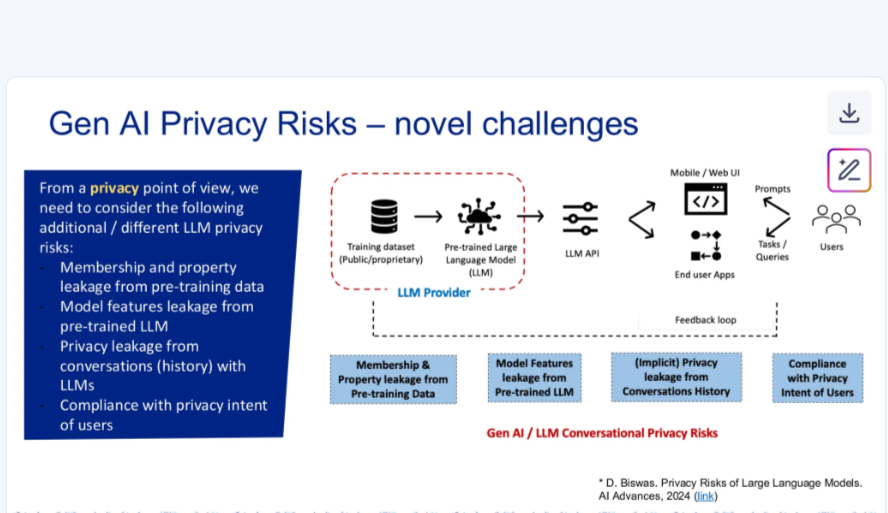 Gen AI Privacy Risks – novel challenges
From a privacy point of view, we
need to consider the following
additional / different LLM privacy
risks:
- Membership and property
leakage from pre-training data
- Model features leakage from
pre-trained LLM
- Privacy leakage from
conversations (history) with
LLMs
- Compliance with privacy intent
of users
Training dataset
(Public/proprietary)
Pre-trained Large
Language Model
(LLM)
LLM Provider
LLM API
Mobile / Web UI
</>
End user Apps
Prompts
Tasks /
Queries
Users
Feedback loop
Membership &
Property leakage from
Pre-training Data
Model Features
leakage from
Pre-trained LLM
(Implicit) Privacy
leakage from
Conversations History
Compliance
with Privacy
Intent of Users
Gen AI / LLM Conversational Privacy Risks
* D. Biswas. Privacy Risks of Large Language Models.
AI Advances, 2024 (link)